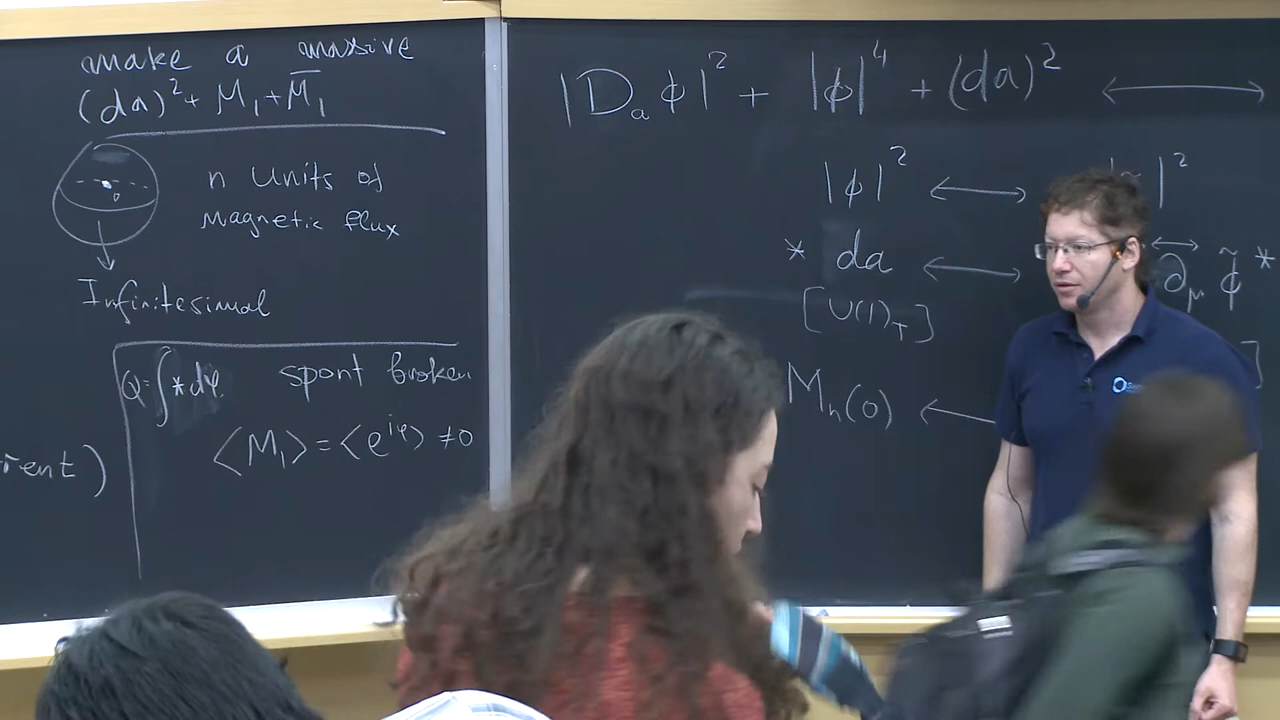 make a massive
(da)² + M₁ + M̄₁
n Units of
Magnetic flux
Infinitesimal
Q = ∫ * dφ spont broken
⟨M₁⟩ = ⟨e^{iφ}⟩ ≠ 0
rent)
|D_a ϕ|² + |ϕ|⁴ + (da)² ⟷
|ϕ|² ⟷ |²
* da ⟷ ↔ ∂_μ ϕ̃ *
[U(1)_T] ]
M_n(0) ←